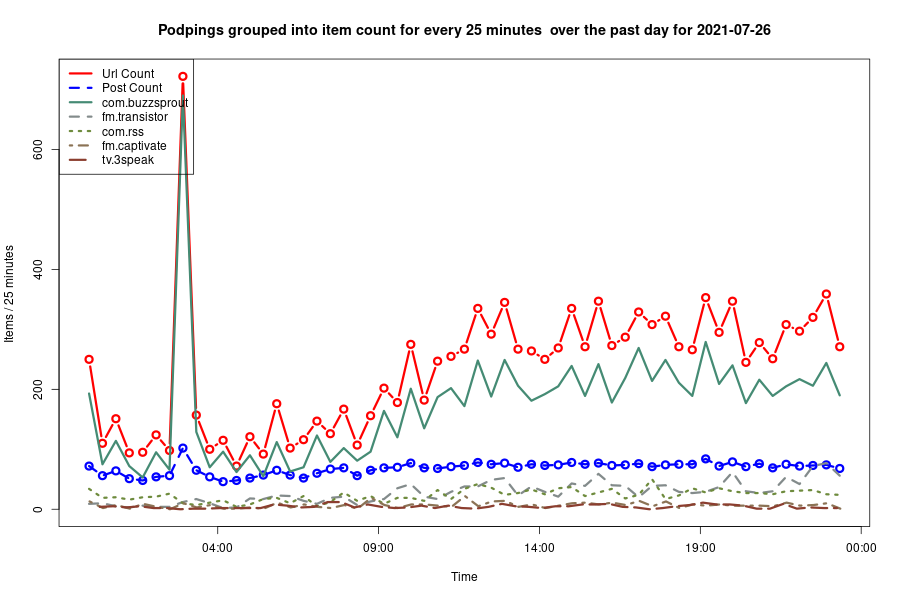 Podpings grouped into item count for every 25 minutes  over the past day for 2021-07-26
Url Count
Post Count
com.buzzsprout
fm.transistor
com.rss
fm.captivate
tv.3speak
Items / 25 minutes
600
400
200
0
04:00 09:00 14:00 19:00 00:00
Time